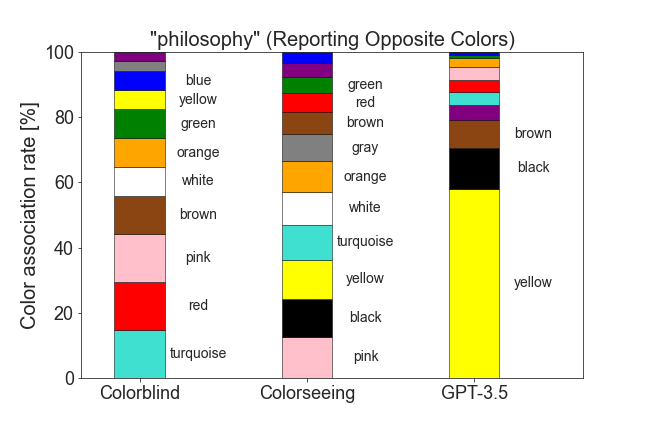 "philosophy" (Reporting Opposite Colors)
Color association rate [%]
100
80
60
40
20
0
blue
yellow
green
orange
white
brown
pink
red
turquoise
green
red
brown
gray
orange
white
turquoise
yellow
black
pink
brown
black
yellow
Colorblind
Colorseeing
GPT-3.5